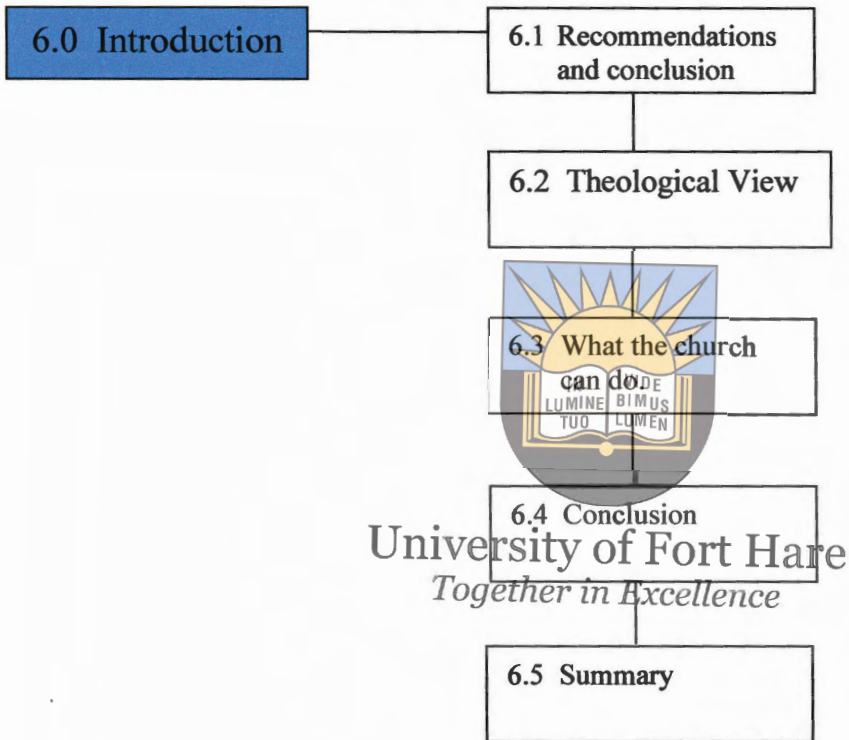 6.0 Introduction
6.1 Recommendations
and conclusion
6.2 Theological View
6.3 What the church
can do.
LUMINE
TUO
VIDE
BIMUS
LUMEN
6.4 Conclusion
University of Fort Hare
Together in Excellence
6.5 Summary